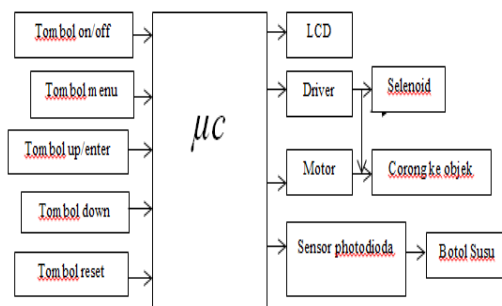 Tombol on/off
Tombol menu
Tombol up/enter
Tombol down
Tombol reset
μc
LCD
Driver
Selenoid
Motor
Corong ke objek
Sensor photodioda
Botol Susu